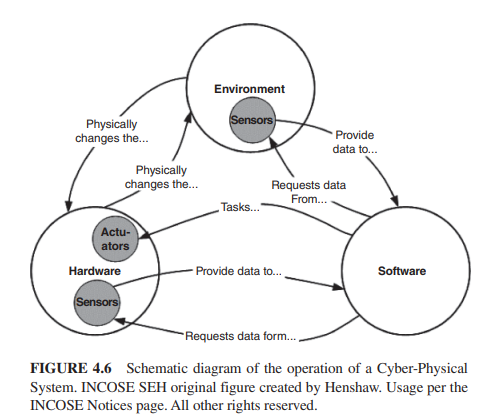 Environment
Sensors
Physically
changes the...
Provide
data to...
Physically
changes the...
Requests data
From...
Tasks...
Actu-
ators
Hardware
Provide data to...
Software
Sensors
Requests data form...
FIGURE 4.6 Schematic diagram of the operation of a Cyber-Physical
System. INCOSE SEH original figure created by Henshaw. Usage per the
INCOSE Notices page. All other rights reserved.